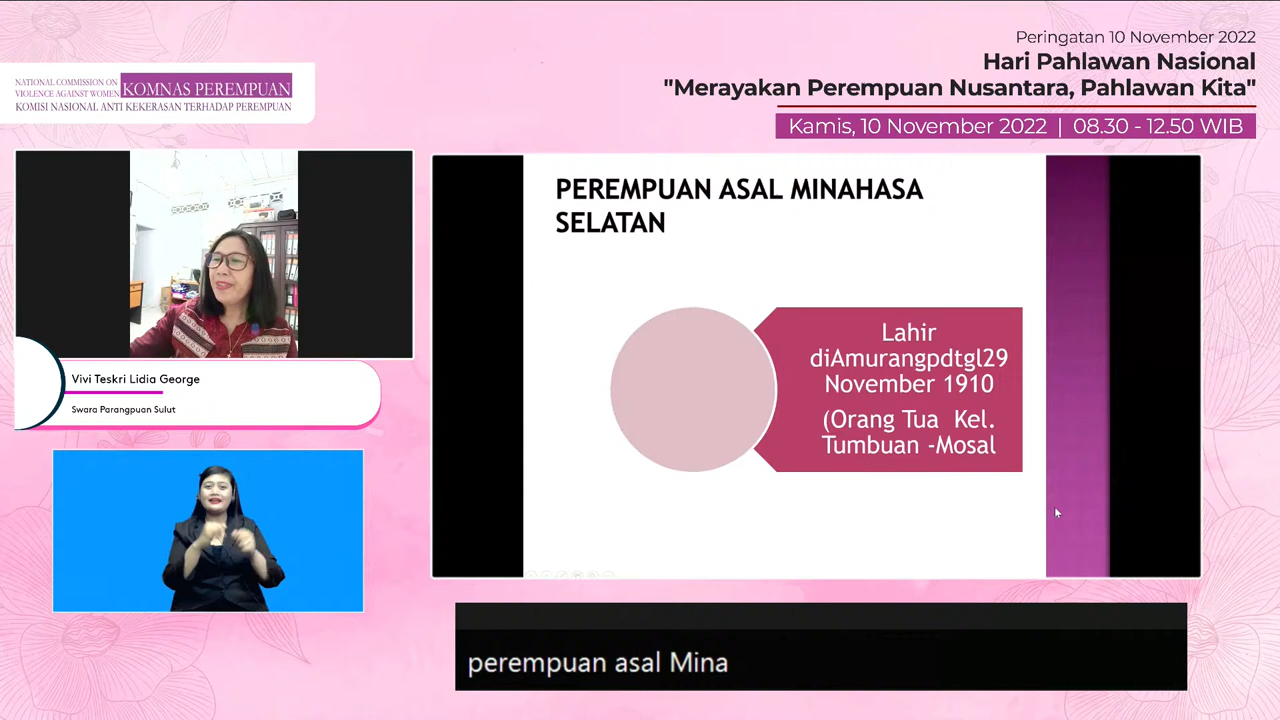 Peringatan 10 November 2022
Hari Pahlawan Nasional
"Merayakan Perempuan Nusantara, Pahlawan Kita"
Kamis, 10 November 2022 | 08.30 - 12.50 WIB
NATIONAL COMMISSION ON
VIOLENCE AGAINST WOMEN
KOMNAS PEREMPUAN
KOMISI NASIONAL ANTI KEKERASAN TERHADAP PEREMPUAN
Vivi Teskri Lidia George
Swara Parangpuan Sulut
PEREMPUAN ASAL MINAHASA
SELATAN
Lahir
diAmurangpdtgl29
November 1910
(Orang Tua Kel.
Tumbuan -Mosal
perempuan asal Mina